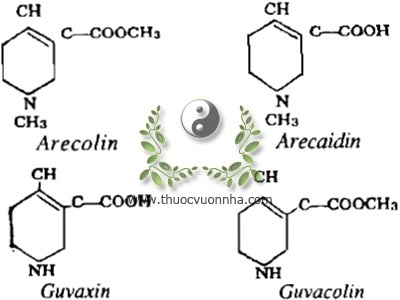 CH
C—COOCH₃
N
CH₃
Arecolin
CH
C—COOH
N
CH₃
Arecaidin
CH
C—COOH
NH
Guvaxin
CH
C—COOCH₃
NH
Guvacolin
www.thuocvuonnha.com